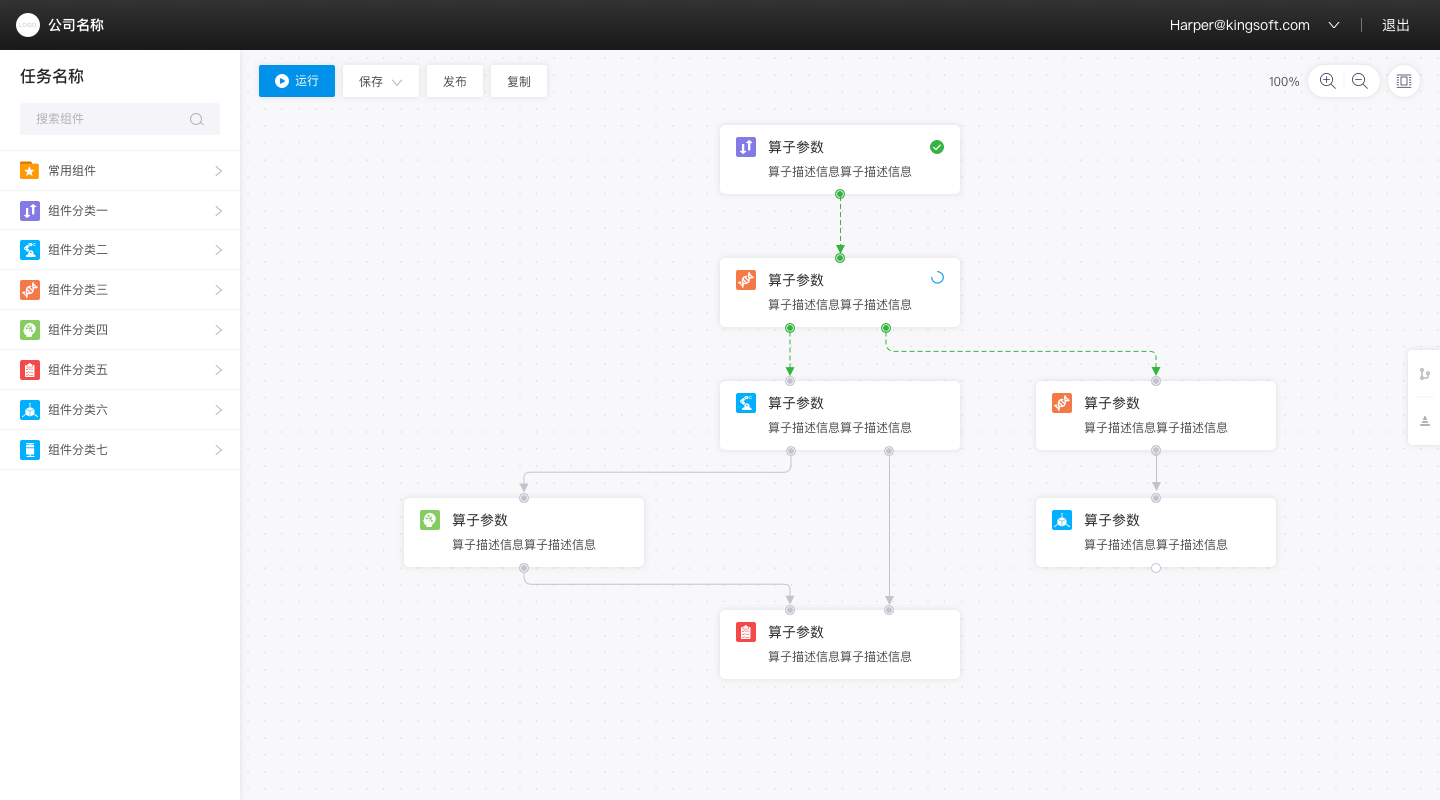 LOGO 公司名称
Harper@kingsoft.com 退出
任务名称
搜索组件
常用组件
组件分类一
组件分类二
组件分类三
组件分类四
组件分类五
组件分类六
组件分类七
运行 保存 发布 复制
100%
算子参数
算子描述信息算子描述信息
算子参数
算子描述信息算子描述信息
算子参数
算子描述信息算子描述信息
算子参数
算子描述信息算子描述信息
算子参数
算子描述信息算子描述信息
算子参数
算子描述信息算子描述信息
算子参数
算子描述信息算子描述信息